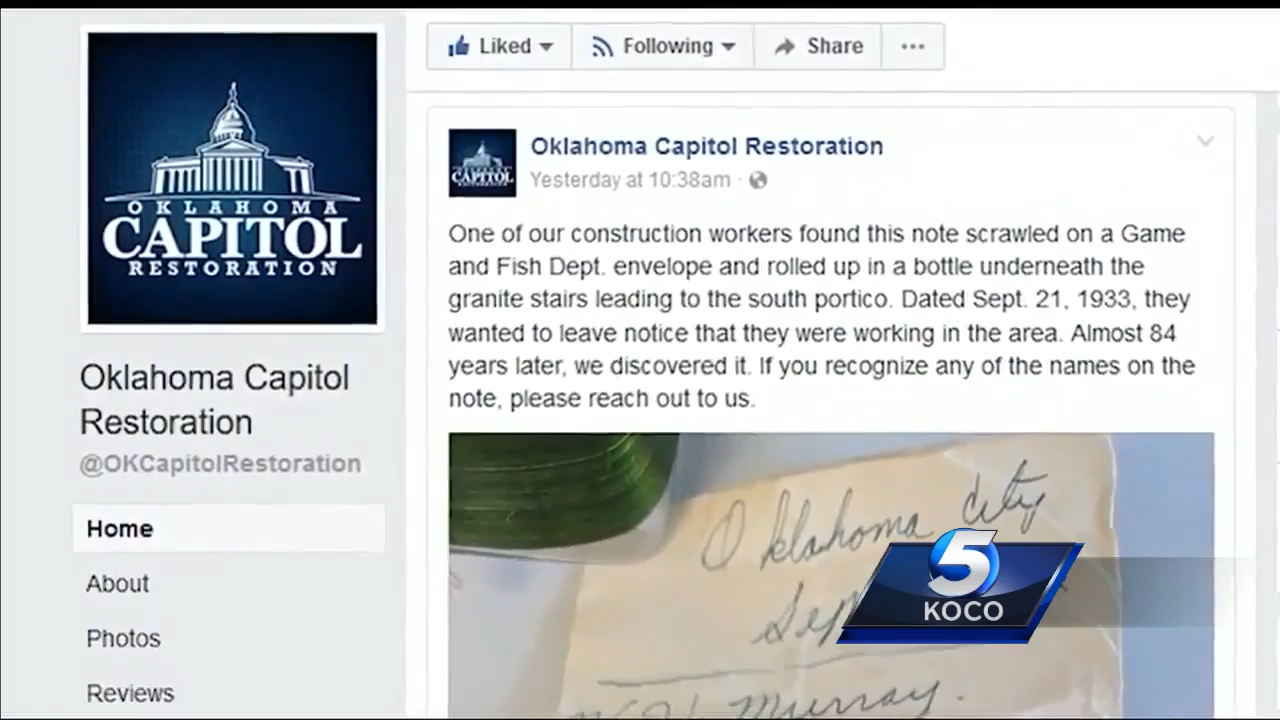 OKLAHOMA
CAPITOL
RESTORATION
Oklahoma Capitol
Restoration
@OKCapitolRestoration
Home
About
Photos
Reviews
Liked
Following
Share
CAPITOL
Oklahoma Capitol Restoration
Yesterday at 10:38am ·
One of our construction workers found this note scrawled on a Game
and Fish Dept. envelope and rolled up in a bottle underneath the
granite stairs leading to the south portico. Dated Sept. 21, 1933, they
wanted to leave notice that they were working in the area. Almost 84
years later, we discovered it. If you recognize any of the names on the
note, please reach out to us.
Oklahoma City
Sep
Murray.
5
KOCO